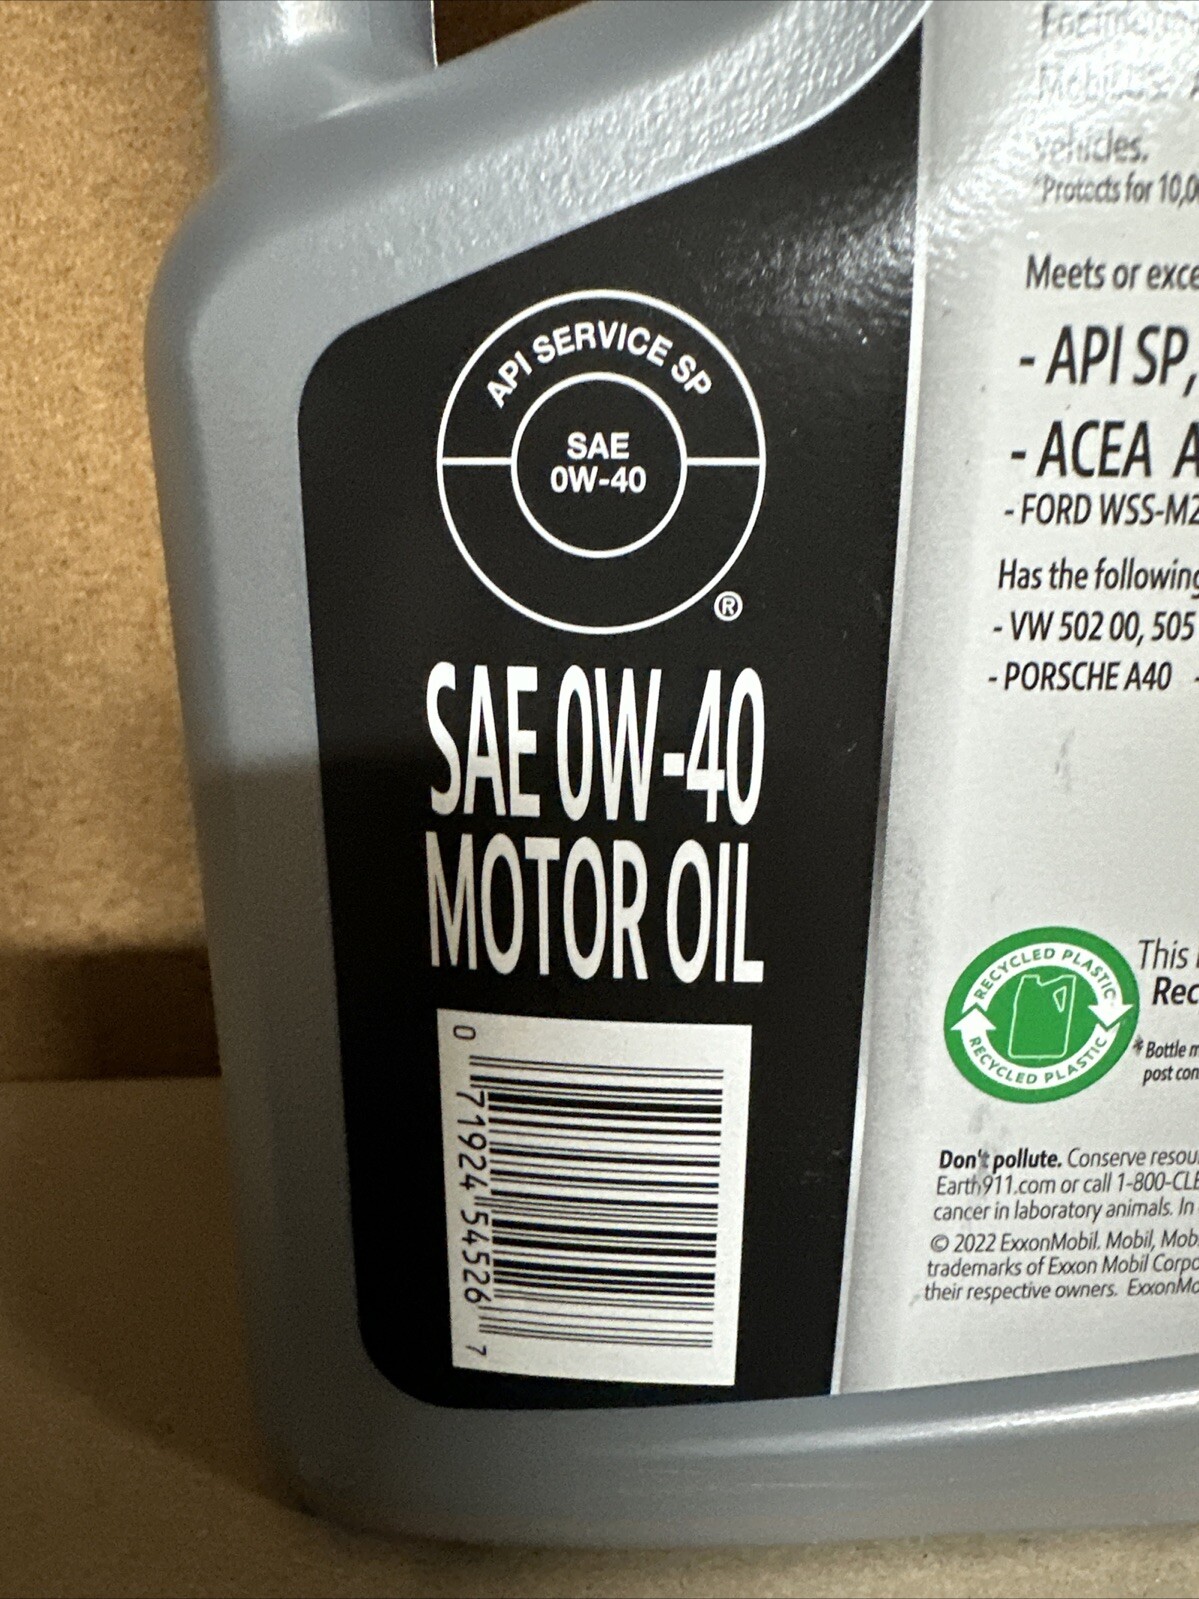 vehicles.
Protects for 10,0
Meets or exce
- API SP,
- ACEA A
- FORD WSS-M2
Has the following
- VW 502 00, 505
- PORSCHE A40 -
API SERVICE SP
SAE
0W-40
®
SAE 0W-40
MOTOR OIL
0 71924 54526 7
RECYCLED PLASTIC
RECYCLED PLASTIC
This
Rec
*Bottle m
post con
Don't pollute. Conserve resou
Earth911.com or call 1-800-CLE
cancer in laboratory animals. In
© 2022 ExxonMobil. Mobil, Mob
trademarks of Exxon Mobil Corpo
their respective owners. ExxonMo